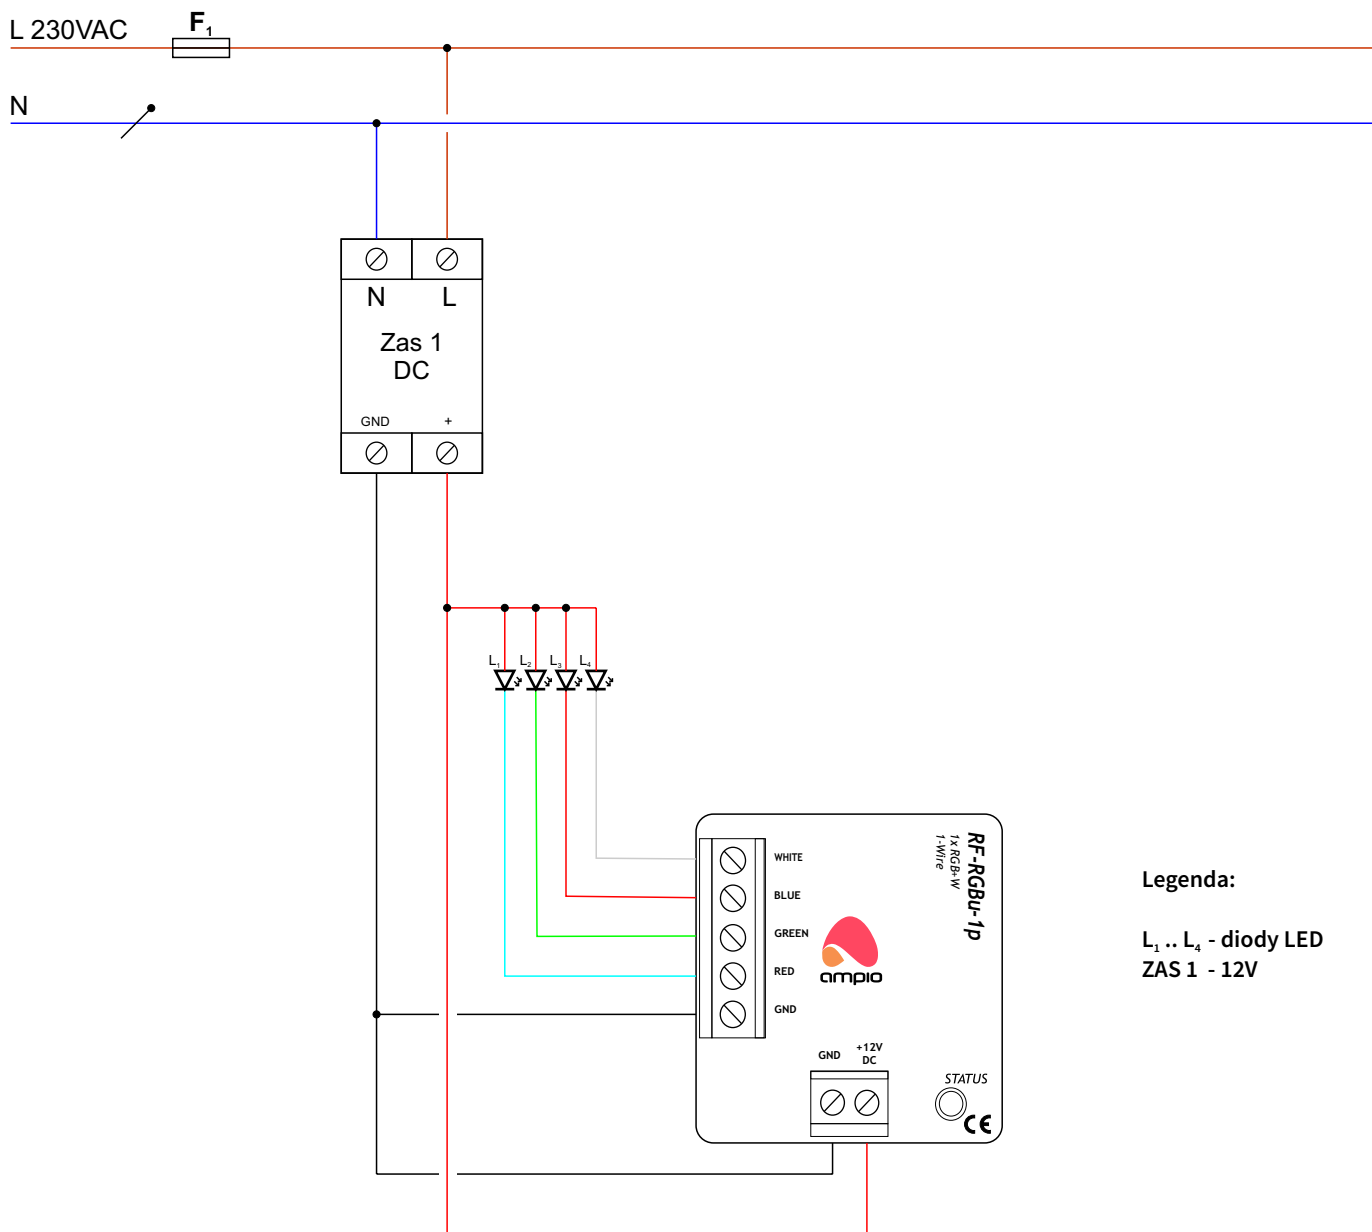 L 230VAC
F₁
N
N
L
Zas 1
DC
GND
+
L₁
L₂
L₃
L₄
WHITE
BLUE
GREEN
RED
GND
RF-RGBu-1p
1x RGB+W
1-Wire
ampio
GND
+12V
DC
STATUS
CE
Legenda:
L₁ .. L₄ - diody LED
ZAS 1 - 12V